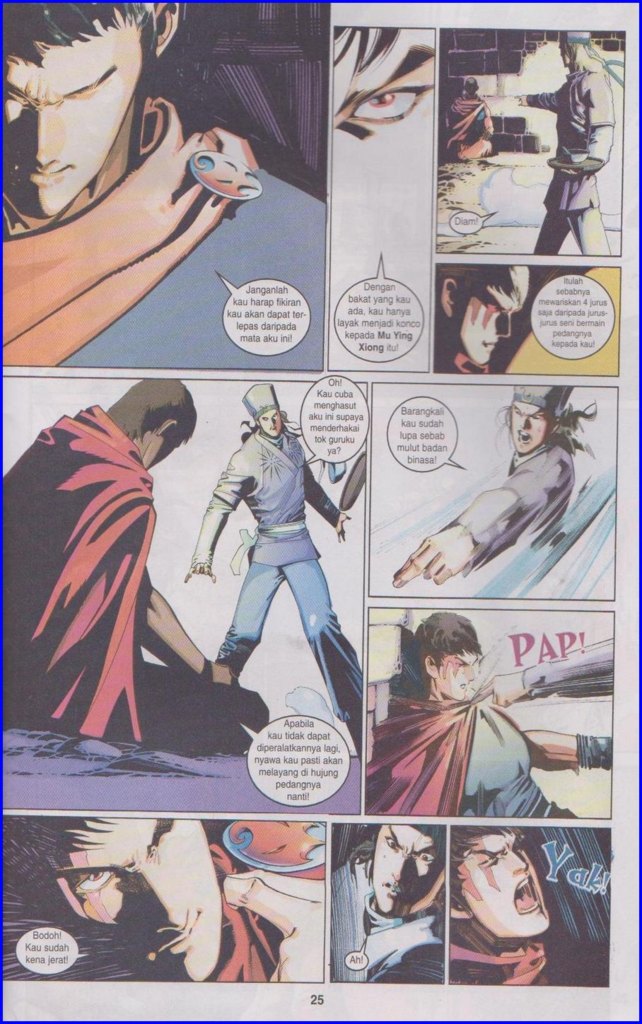 Janganlah
kau harap fikiran
kau akan dapat ter-
lepas daripada
mata aku ini!
Dengan
bakat yang kau
ada, kau hanya
layak menjadi konco
kepada Mu Ying
Xiong itu!
Diam!
Itulah
sebabnya
mewariskan 4 jurus
saja daripada jurus-
jurus seni bermain
pedangnya
kepada kau!
Oh!
Kau cuba
menghasut
aku ini supaya
menderhakai
tok guruku
ya?
Barangkali
kau sudah
lupa sebab
mulut badan
binasa!
Apabila
kau tidak dapat
diperalatkannya lagi,
nyawa kau pasti akan
melayang di hujung
pedangnya
nanti!
PAP!
Bodoh!
Kau sudah
kena jerat!
Ah!
Yak!
25